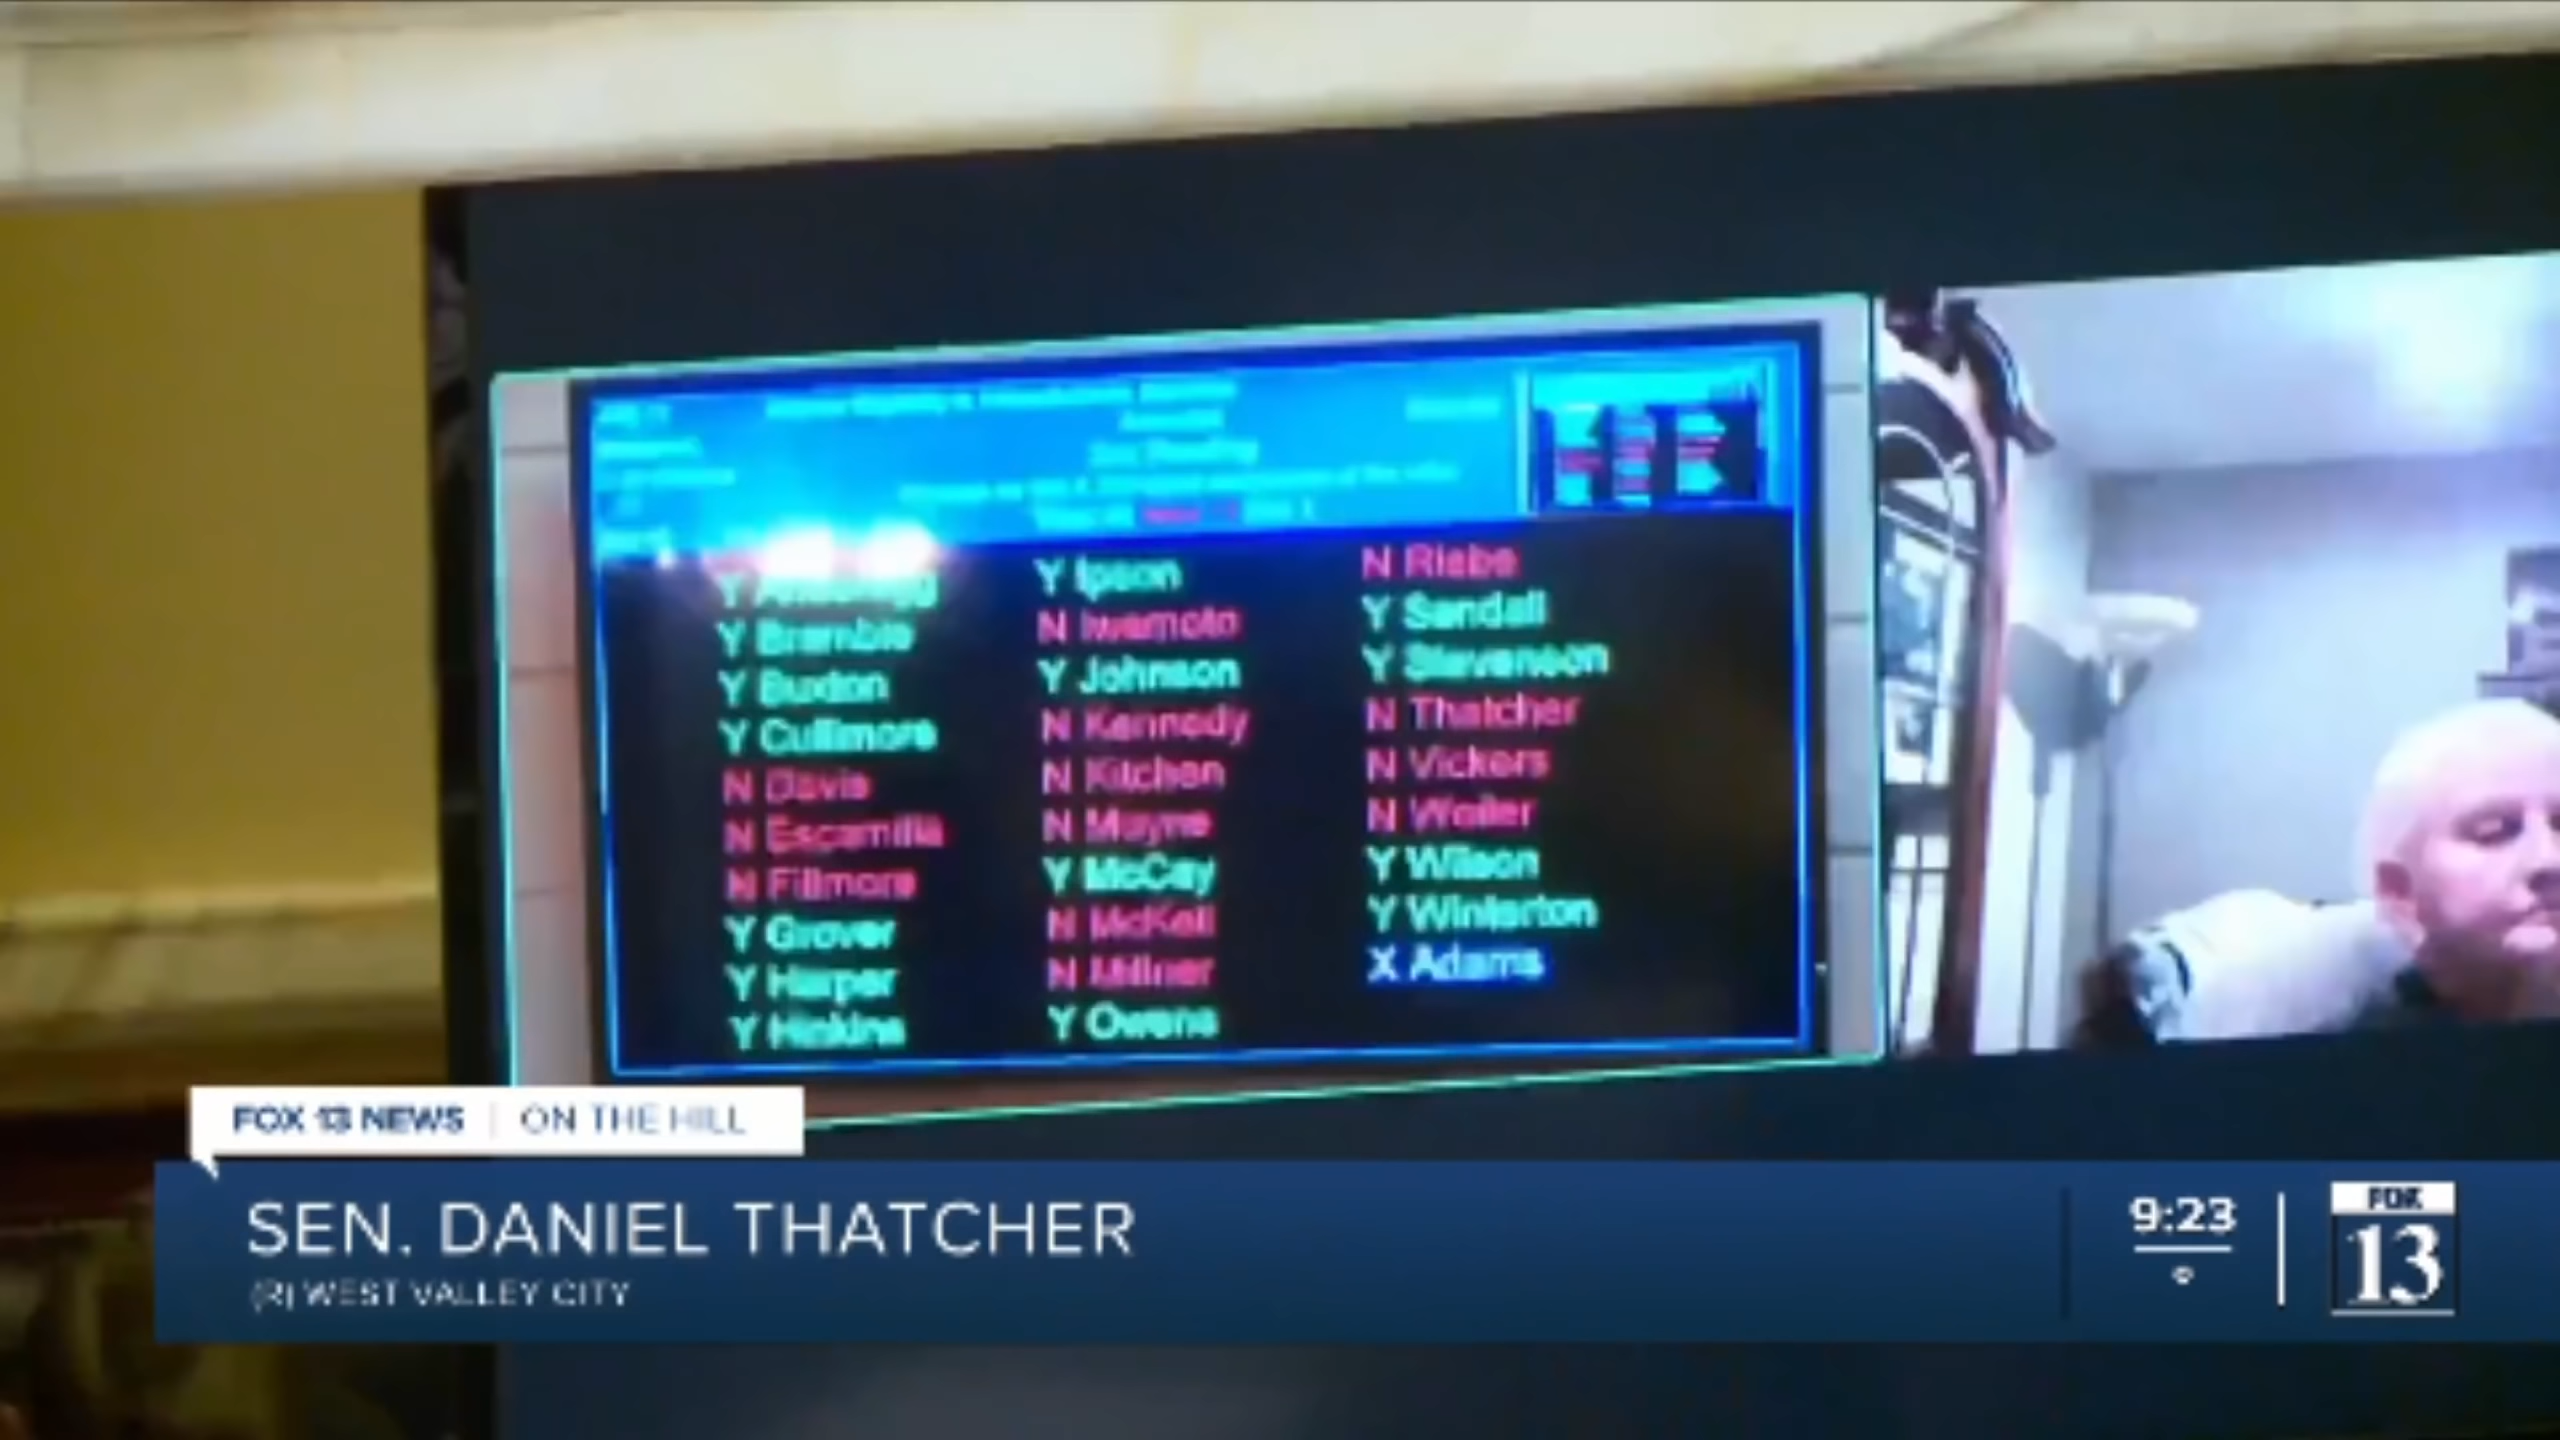 2nd Reading
Y Ipson
N Riebe
Y Bramble
N Iwamoto
Y Sandall
Y Buxton
Y Johnson
Y Stevenson
Y Cullimore
N Kennedy
N Thatcher
N Davis
N Kitchen
N Vickers
N Escamilla
N Mayne
N Weiler
N Fillmore
Y McCay
Y Wilson
Y Grover
N McKell
Y Winterton
Y Harper
N Millner
X Adams
Y Hinkins
Y Owens
FOX 13 NEWS | ON THE HILL
SEN. DANIEL THATCHER
(R) WEST VALLEY CITY
9:23
FOX
13